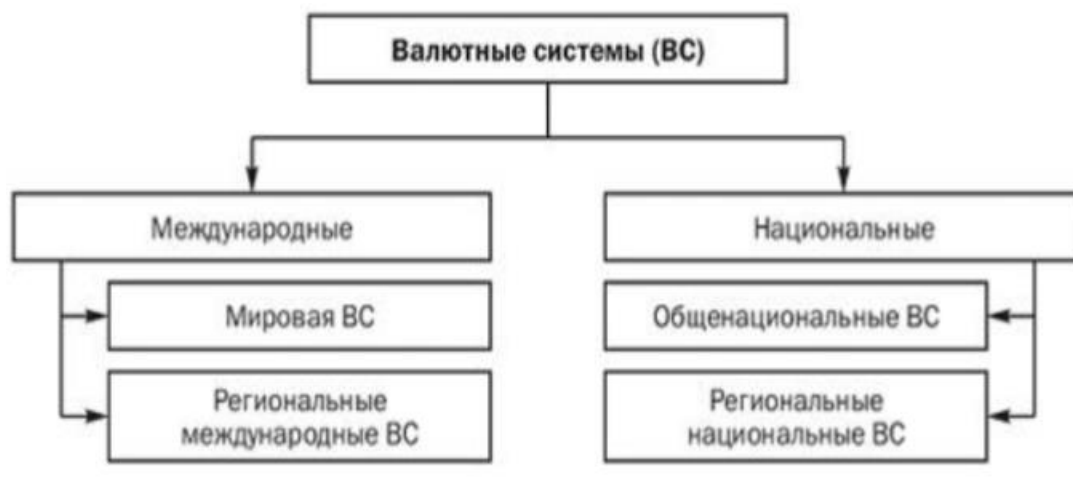 Валютные системы (ВС)
Международные
Мировая ВС
Региональные
международные ВС
Национальные
Общенациональные ВС
Региональные
национальные ВС